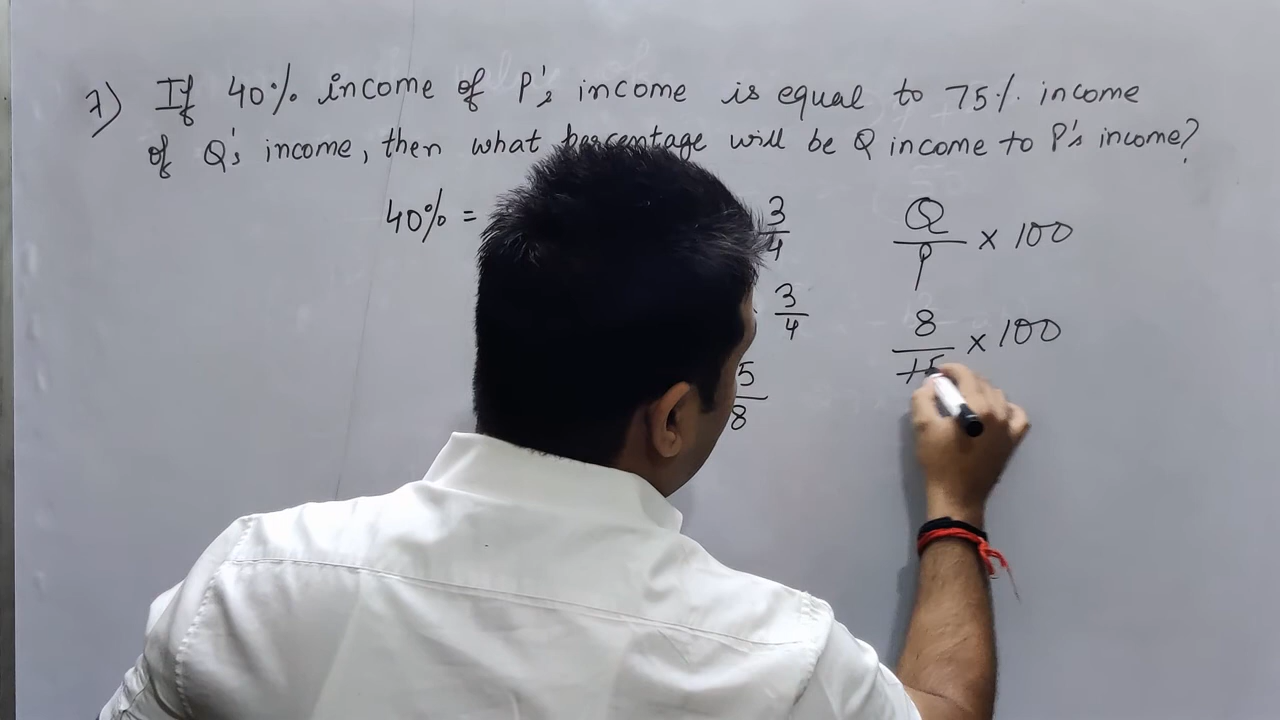 7) If 40% income of P's income is equal to 75% income
of Q's income, then what percentage will be Q income to P's income?
40% =
3/4
3/4
5/8
Q/P × 100
8/15 × 100